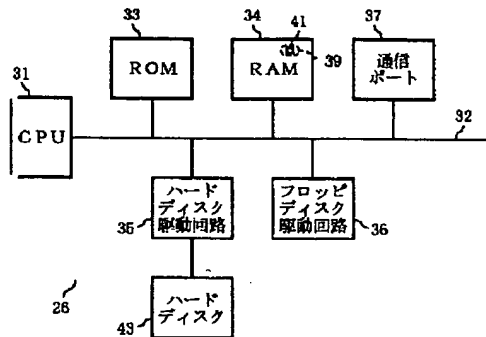 33
34
41
37
31
39
ROM
RAM
通信
ポート
CPU
32
ハード
ディスク
駆動回路
フロッピ
ディスク
駆動回路
35
36
26
ハード
ディスク
43